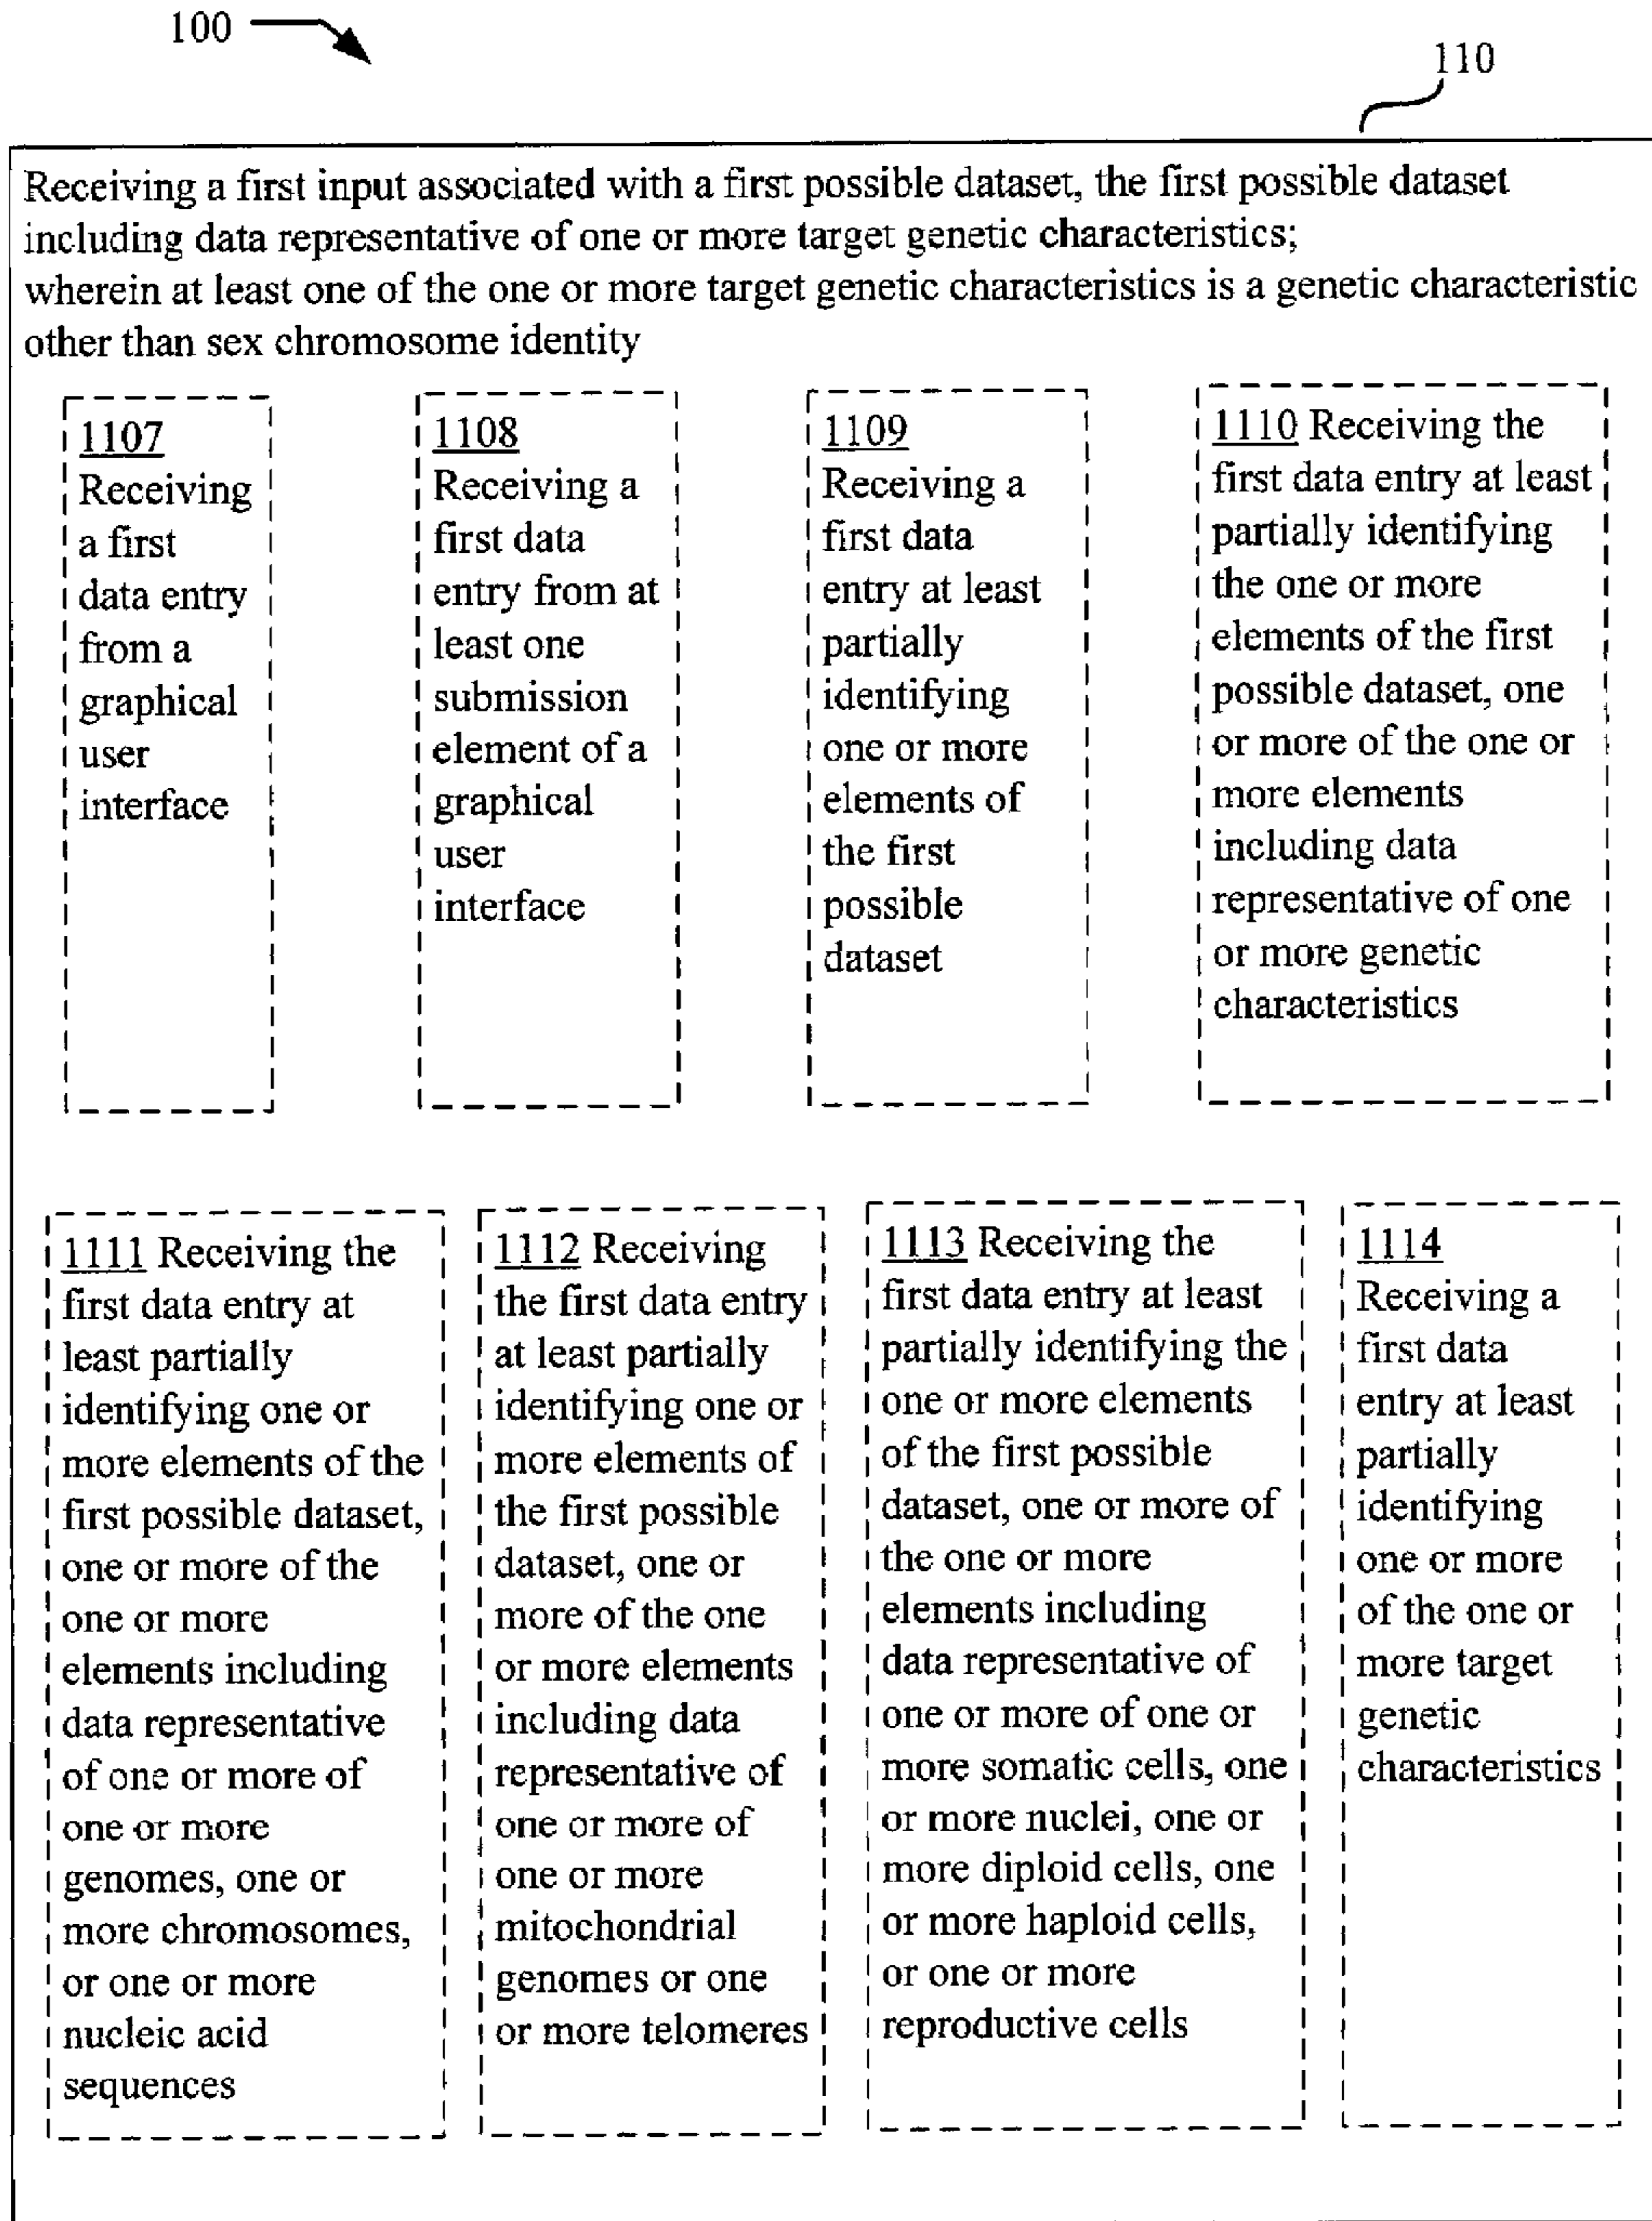 100
110
Receiving a first input associated with a first possible dataset, the first possible dataset
including data representative of one or more target genetic characteristics;
wherein at least one of the one or more target genetic characteristics is a genetic characteristic
other than sex chromosome identity
1107
Receiving
a first
data entry
from a
graphical
user
interface
1108
Receiving a
first data
entry from at
least one
submission
element of a
graphical
user
interface
1109
Receiving a
first data
entry at least
partially
identifying
one or more
elements of
the first
possible
dataset
1110 Receiving the
first data entry at least
partially identifying
the one or more
elements of the first
possible dataset, one
or more of the one or
more elements
including data
representative of one
or more genetic
characteristics
1111 Receiving the
first data entry at
least partially
identifying one or
more elements of the
first possible dataset,
one or more of the
one or more
elements including
data representative
of one or more of
one or more
genomes, one or
more chromosomes,
or one or more
nucleic acid
sequences
1112 Receiving
the first data entry
at least partially
identifying one or
more elements of
the first possible
dataset, one or
more of the one
or more elements
including data
representative of
one or more of
one or more
mitochondrial
genomes or one
or more telomeres
1113 Receiving the
first data entry at least
partially identifying the
one or more elements
of the first possible
dataset, one or more of
the one or more
elements including
data representative of
one or more of one or
more somatic cells, one
or more nuclei, one or
more diploid cells, one
or more haploid cells,
or one or more
reproductive cells
1114
Receiving a
first data
entry at least
partially
identifying
one or more
of the one or
more target
genetic
characteristics